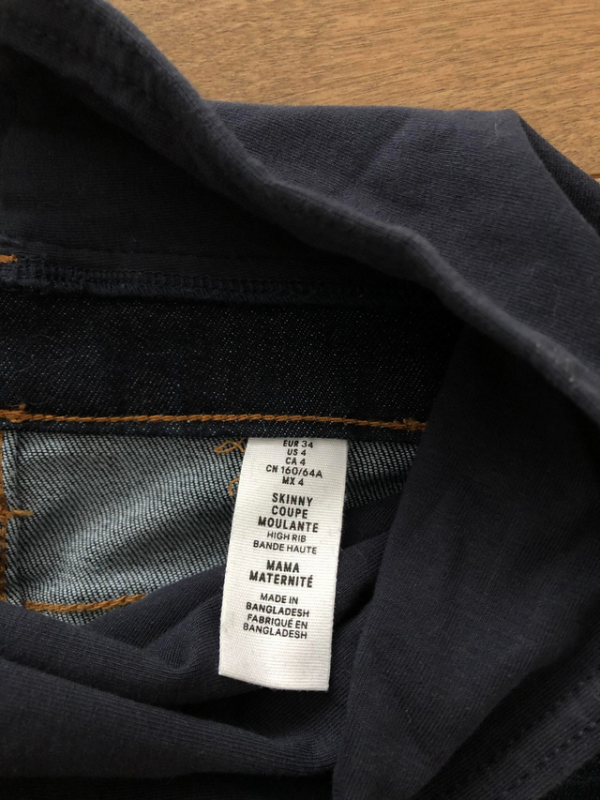 EUR 34
US 4
CA 4
CN 160/64A
MX 4
SKINNY
COUPE
MOULANTE
HIGH RIB
BANDE HAUTE
MAMA
MATERNITÉ
MADE IN
BANGLADESH
FABRIQUÉ EN
BANGLADESH